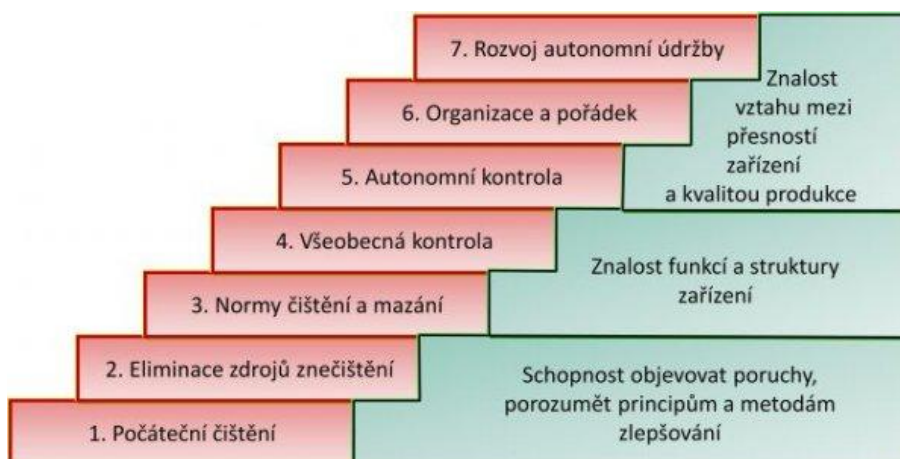 7. Rozvoj autonomní údržby
6. Organizace a pořádek
5. Autonomní kontrola
4. Všeobecná kontrola
3. Normy čištění a mazání
2. Eliminace zdrojů znečištění
1. Počáteční čištění
Znalost
vztahu mezi
přesností
zařízení
a kvalitou produkce
Znalost funkcí a struktury
zařízení
Schopnost objevovat poruchy,
porozumět principům a metodám
zlepšování